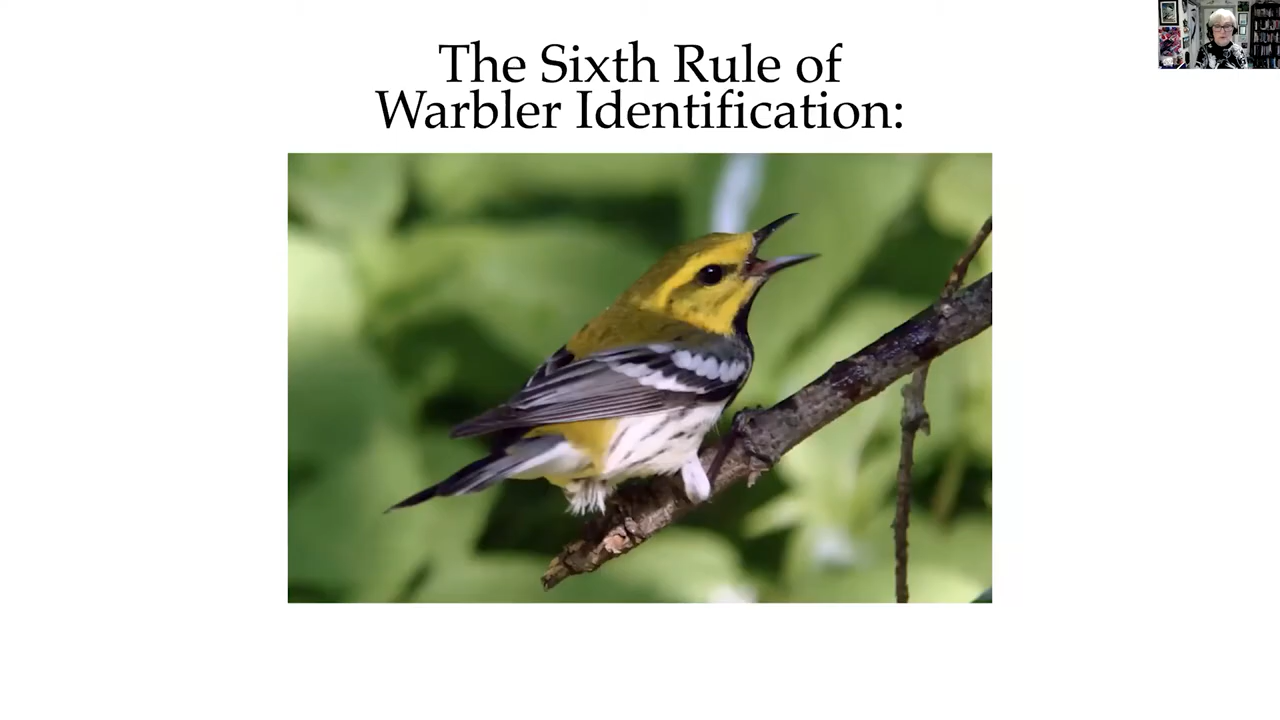 The Sixth Rule of
Warbler Identification: